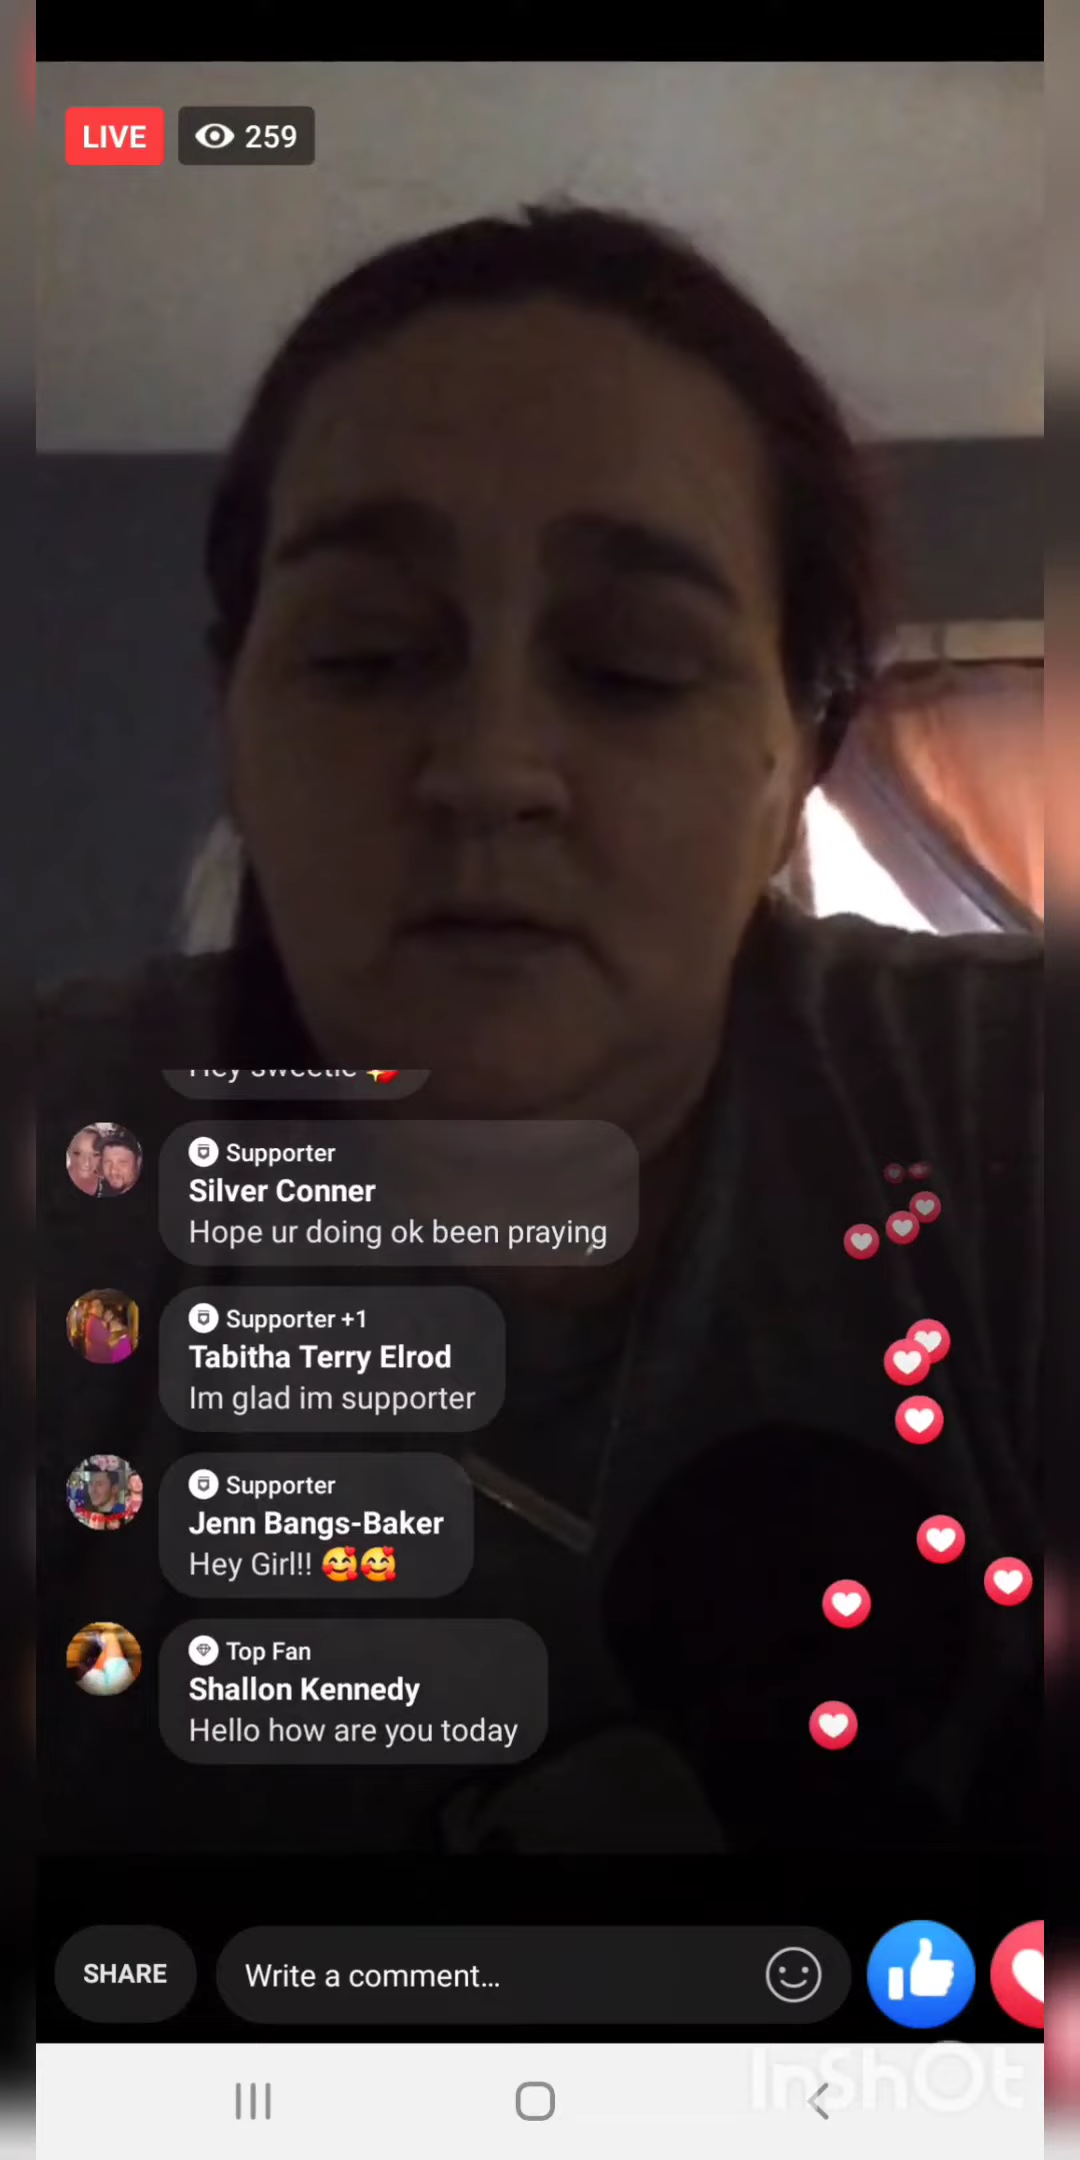 LIVE 259
Hey sweetie
Supporter
Silver Conner
Hope ur doing ok been praying
Supporter +1
Tabitha Terry Elrod
Im glad im supporter
Supporter
Jenn Bangs-Baker
Hey Girl!! 🥰🥰
Top Fan
Shallon Kennedy
Hello how are you today
SHARE
Write a comment...
InShOt